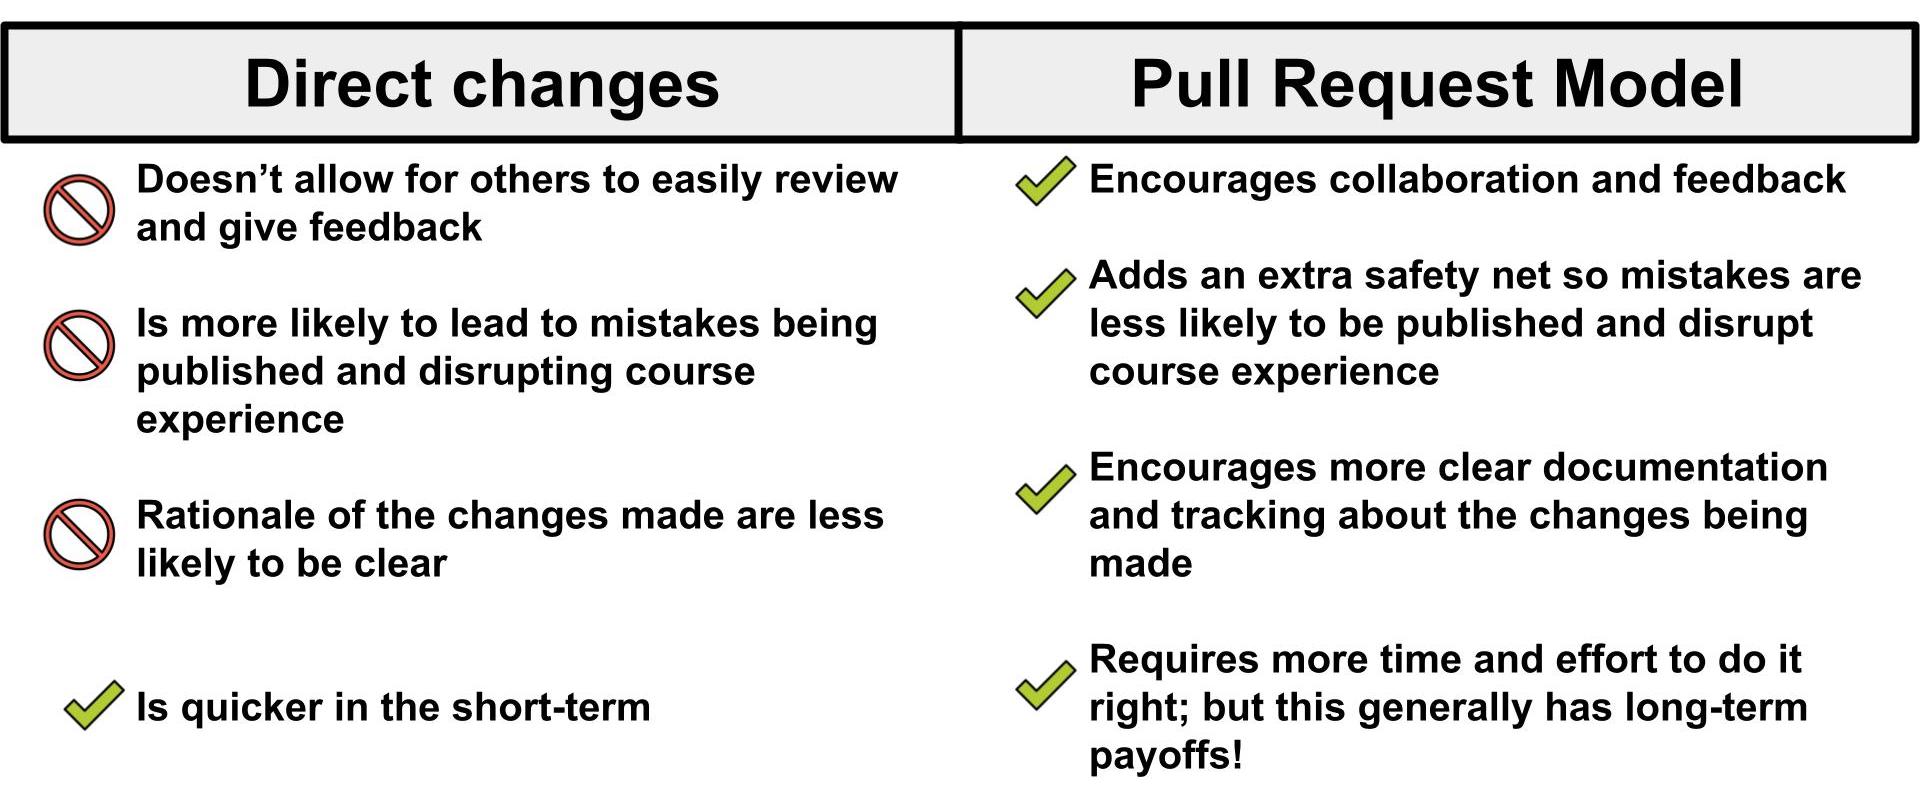 Direct changes
Pull Request Model
Doesn’t allow for others to easily review
and give feedback
Is more likely to lead to mistakes being
published and disrupting course
experience
Rationale of the changes made are less
likely to be clear
Is quicker in the short-term
Encourages collaboration and feedback
Adds an extra safety net so mistakes are
less likely to be published and disrupt
course experience
Encourages more clear documentation
and tracking about the changes being
made
Requires more time and effort to do it
right; but this generally has long-term
payoffs!